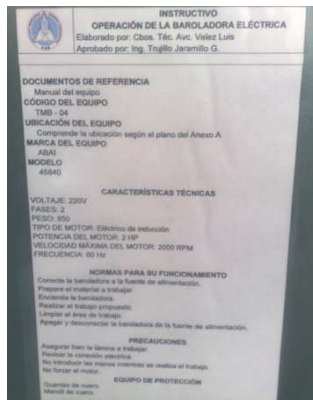 INSTRUCTIVO
OPERACIÓN DE LA BAROLADORA ELÉCTRICA
Elaborado por: Cbos. Téc. Avc. Velez Luis
Aprobado por: Ing. Trujillo Jaramillo G.
DOCUMENTOS DE REFERENCIA
Manual del equipo
CÓDIGO DEL EQUIPO
TMB - 04
UBICACIÓN DEL EQUIPO
Comprende la ubicación según el plano del Anexo A
MARCA DEL EQUIPO
ABAI
MODELO
45840
CARACTERÍSTICAS TÉCNICAS
VOLTAJE: 220V
FASES: 2
PESO: 650
TIPO DE MOTOR: Eléctrico de inducción
POTENCIA DEL MOTOR: 2 HP
VELOCIDAD MÁXIMA DEL MOTOR: 2000 RPM
FRECUENCIA: 60 Hz
NORMAS PARA SU FUNCIONAMIENTO
Conecte la baroladora a la fuente de alimentación.
Prepare el material a trabajar.
Encienda la baroladora.
Realizar el trabajo propuesto.
Limpiar el área de trabajo.
Apagar y desconectar la baroladora de la fuente de alimentación.
PRECAUCIONES
Asegurar bien la lámina a trabajar.
Revisar la conexión eléctrica.
No introducir las manos mientras se realiza el trabajo.
No forzar el motor.
EQUIPO DE PROTECCIÓN
Guantes de cuero.
Mandil de cuero.